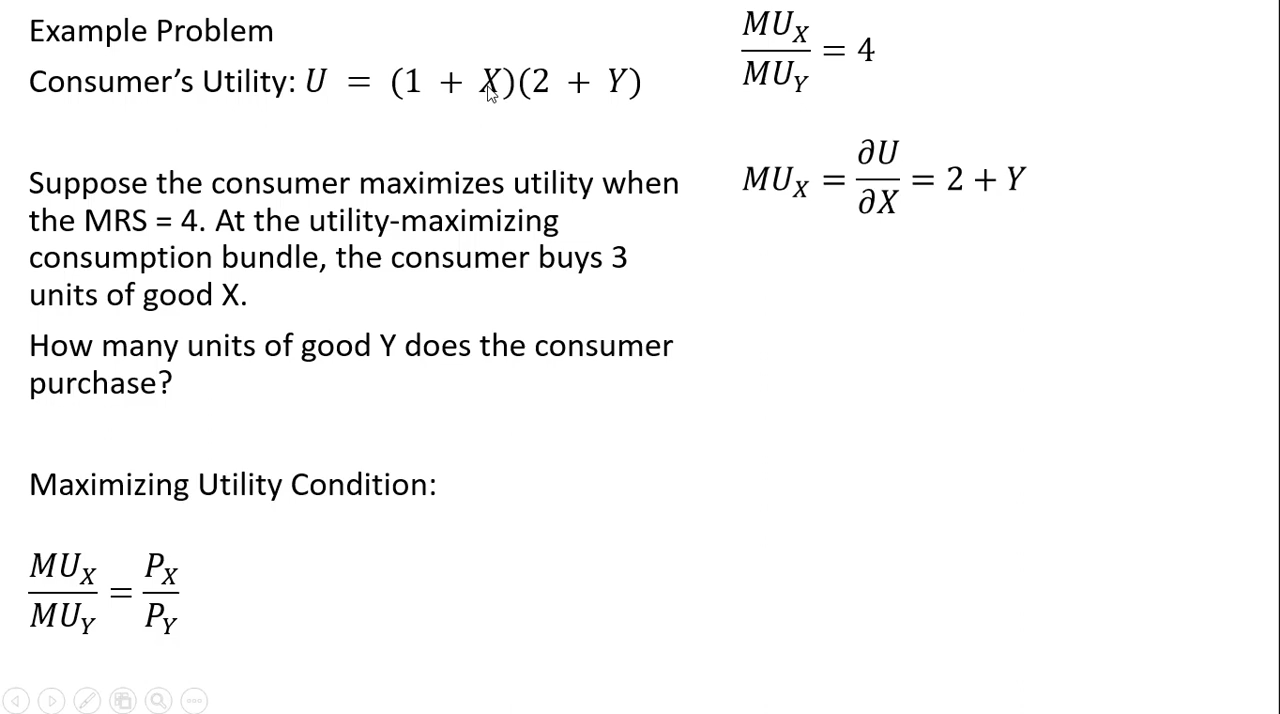 Example Problem
Consumer’s Utility: U = (1 + X)(2 + Y)
Suppose the consumer maximizes utility when
the MRS = 4. At the utility-maximizing
consumption bundle, the consumer buys 3
units of good X.
How many units of good Y does the consumer
purchase?
Maximizing Utility Condition:
MU_X / MU_Y = P_X / P_Y
MU_X / MU_Y = 4
MU_X = ∂U / ∂X = 2 + Y